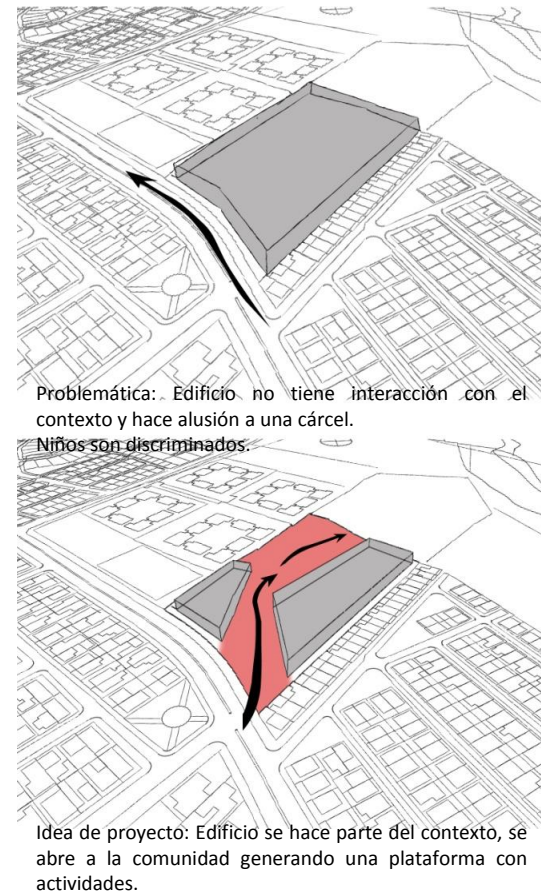 Problemática: Edificio no tiene interacción con el
contexto y hace alusión a una cárcel.
Niños son discriminados.
Idea de proyecto: Edificio se hace parte del contexto, se
abre a la comunidad generando una plataforma con
actividades.